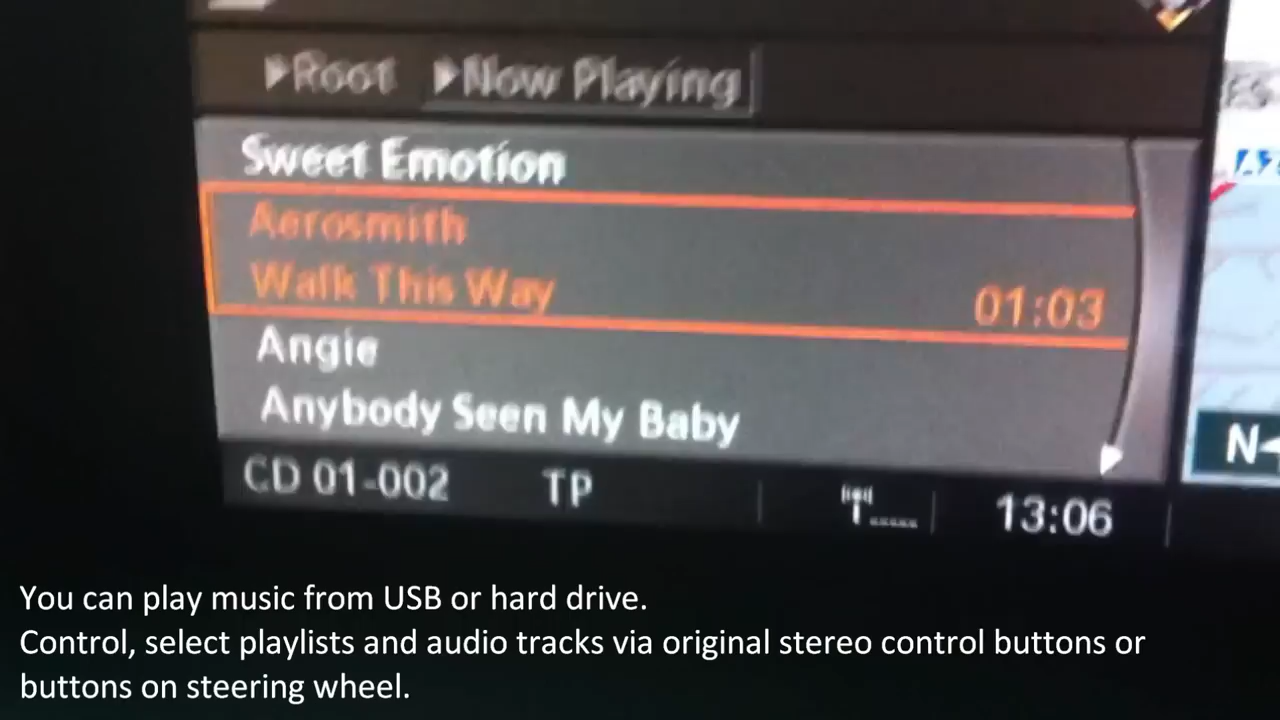 Root Now Playing
Sweet Emotion
Aerosmith
Walk This Way 01:03
Angie
Anybody Seen My Baby
CD 01-002 TP 13:06
N
You can play music from USB or hard drive.
Control, select playlists and audio tracks via original stereo control buttons or
buttons on steering wheel.